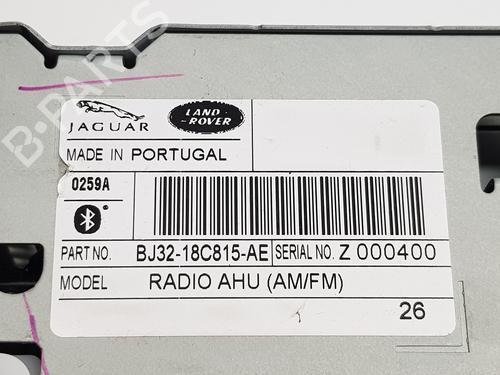 JAGUAR
LAND
ROVER
MADE IN PORTUGAL
0259A
PART NO. BJ32-18C815-AE SERIAL NO. Z 000400
MODEL RADIO AHU (AM/FM)
26
B-PARTS